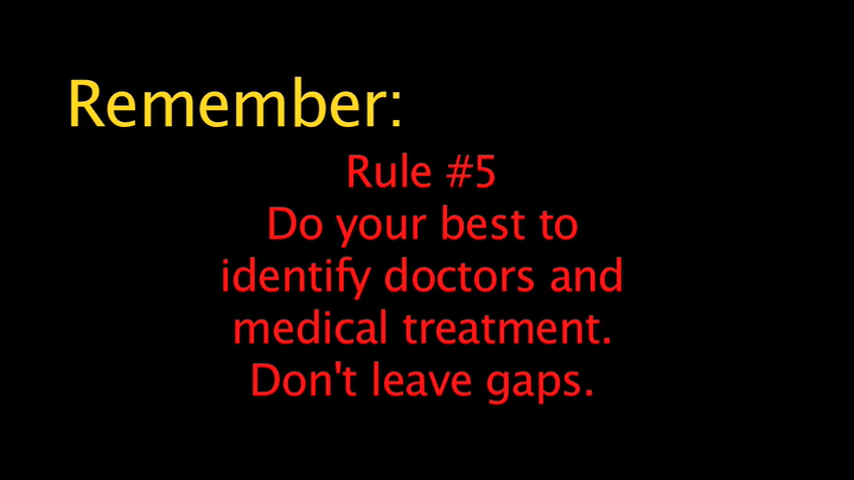 Remember:
Rule #5
Do your best to
identify doctors and
medical treatment.
Don't leave gaps.